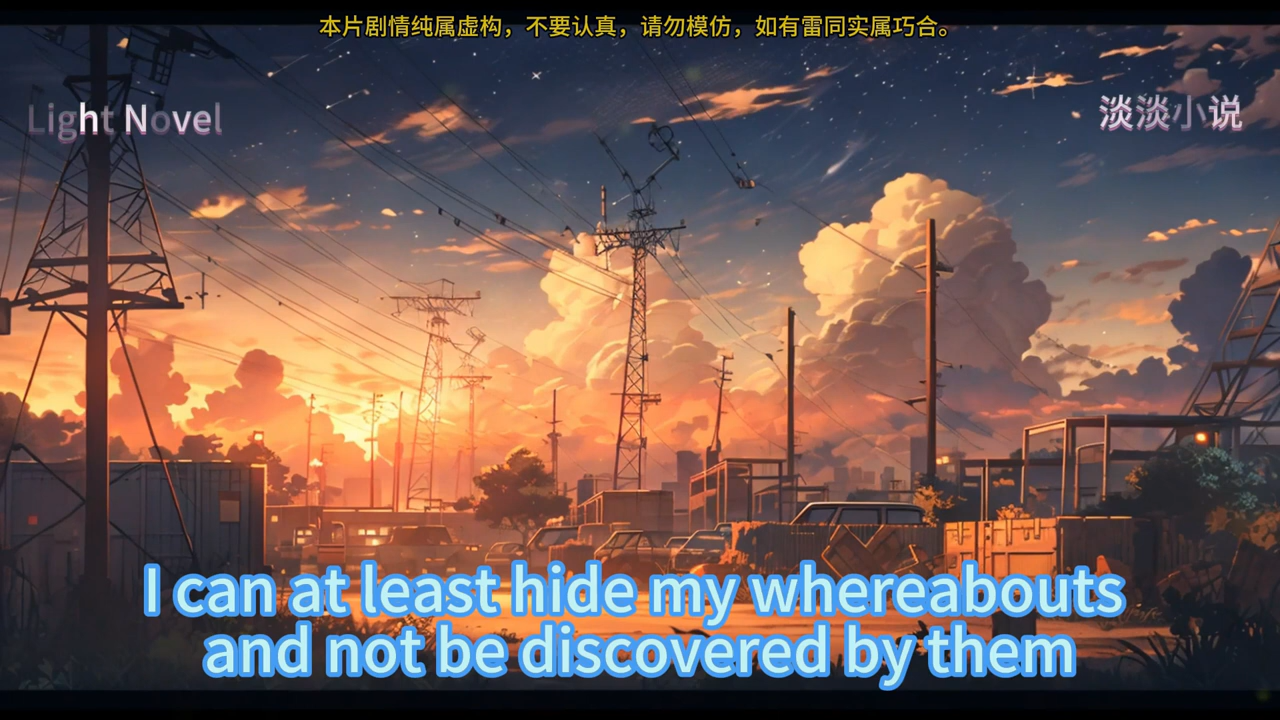 本片剧情纯属虚构，不要认真，请勿模仿，如有雷同实属巧合。
Light Novel
淡淡小说
I can at least hide my whereabouts
and not be discovered by them